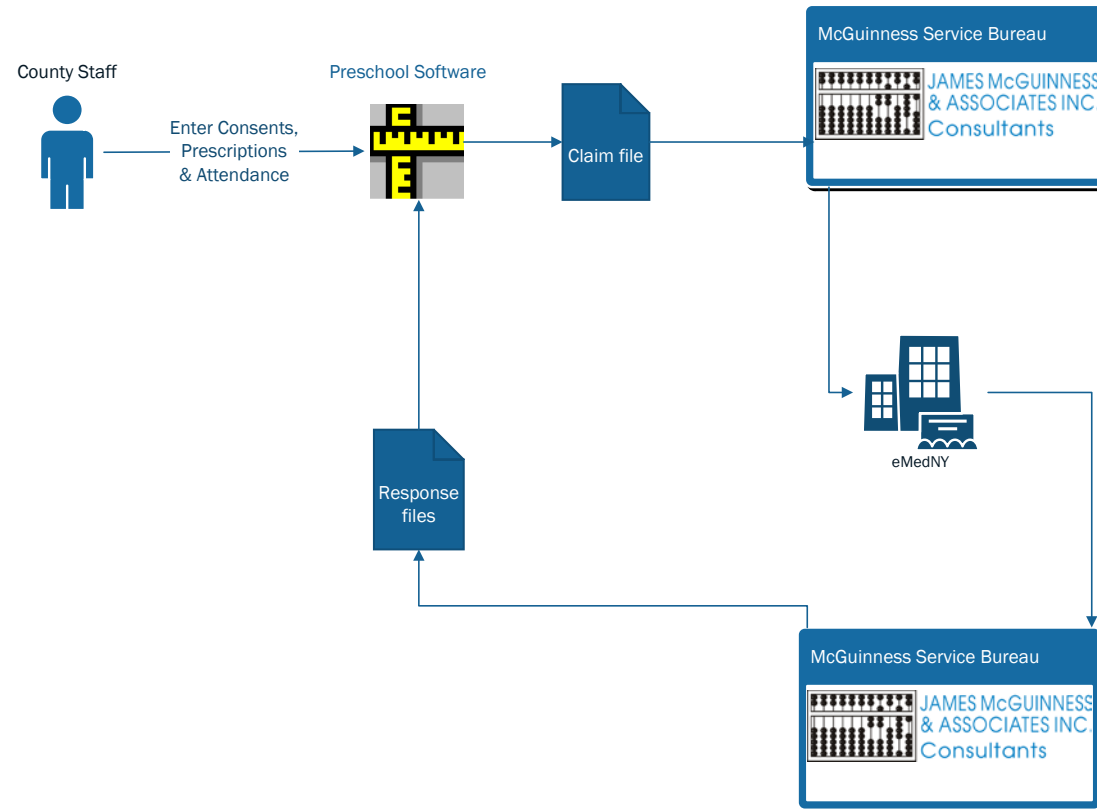 McGuinness Service Bureau
JAMES McGUINNESS
& ASSOCIATES INC.
Consultants
County Staff
Preschool Software
Enter Consents,
Prescriptions
& Attendance
Claim file
eMedNY
Response
files
McGuinness Service Bureau
JAMES McGUINNESS
& ASSOCIATES INC.
Consultants